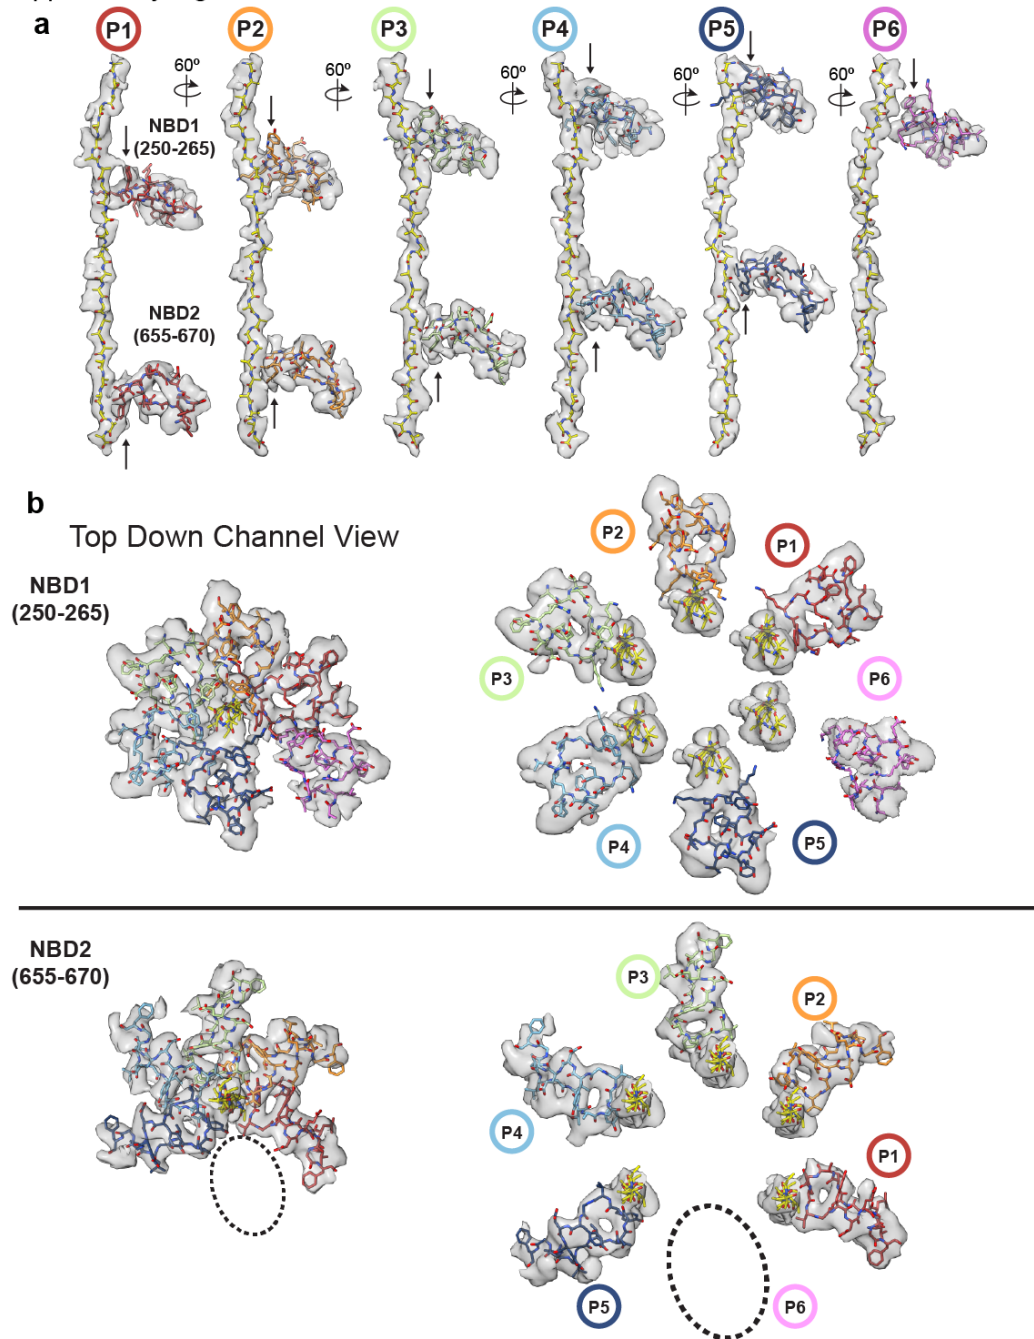 a
P1 P2 P3 P4 P5 P6
60º 60º 60º 60º 60º
NBD1
(250-265)
NBD2
(655-670)
b
Top Down Channel View
NBD1
(250-265)
P2
P1
P3
P6
P4
P5
NBD2
(655-670)
P3
P2
P4
P1
P5
P6